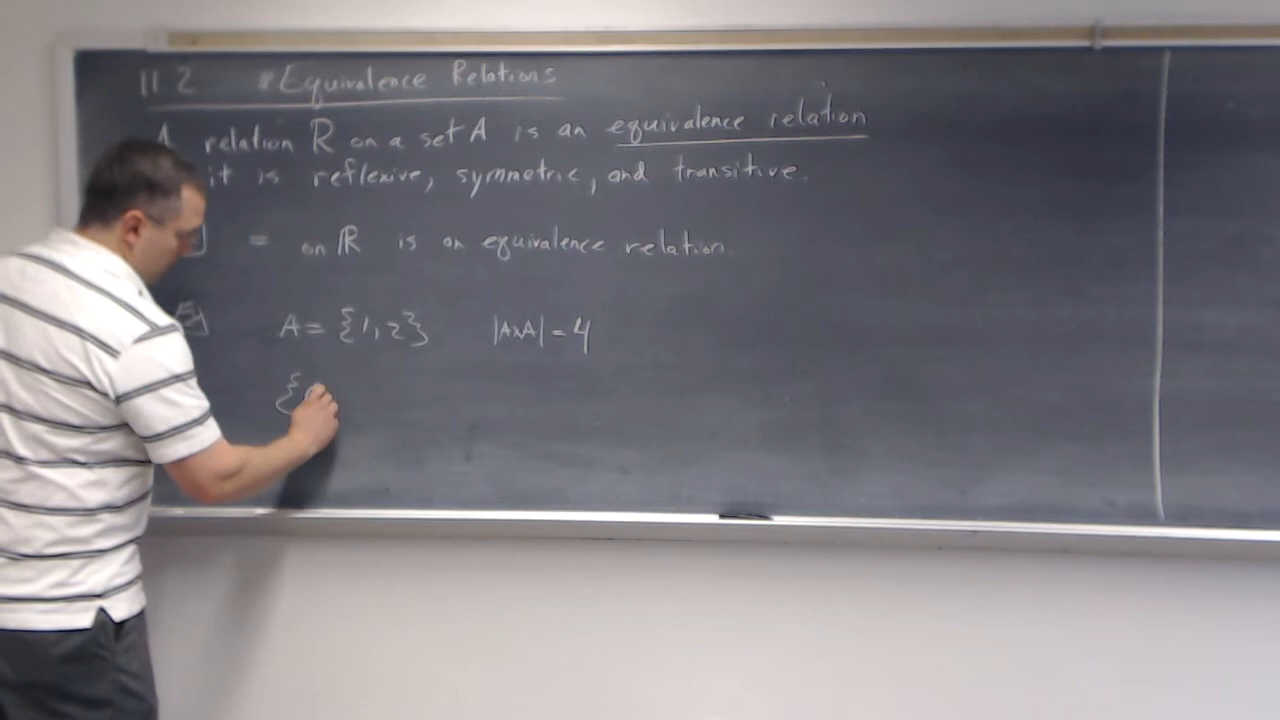 11.2 Equivalence Relations
A relation R on a set A is an equivalence relation
it is reflexive, symmetric, and transitive.
= on ℝ is an equivalence relation.
Eg A = {1,2} |A×A| = 4
{(